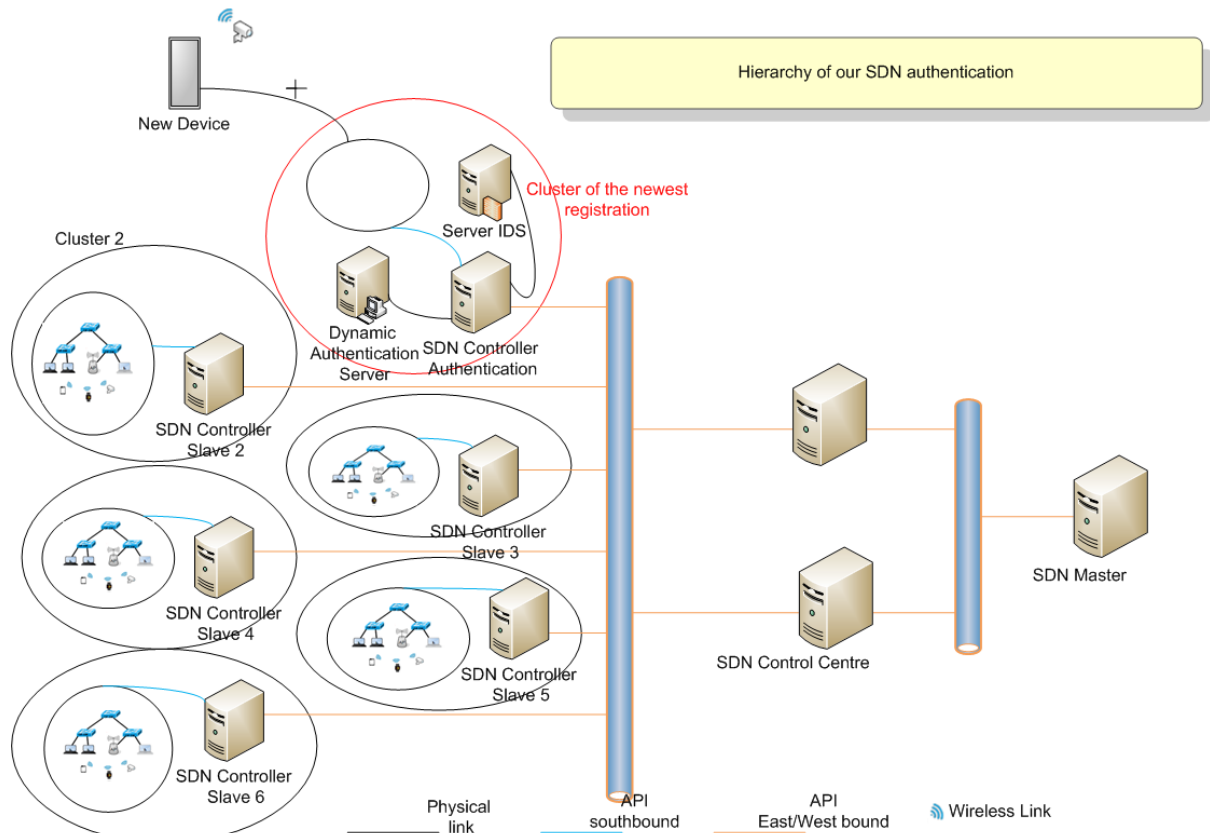 Hierarchy of our SDN authentication
New Device
Cluster of the newest
registration
Server IDS
Cluster 2
Dynamic
Authentication
Server
SDN Controller
Authentication
SDN Controller
Slave 2
SDN Controller
Slave 3
SDN Controller
Slave 4
SDN Controller
Slave 5
SDN Controller
Slave 6
SDN Control Centre
SDN Master
Physical
link
API
southbound
API
East/West bound
Wireless Link